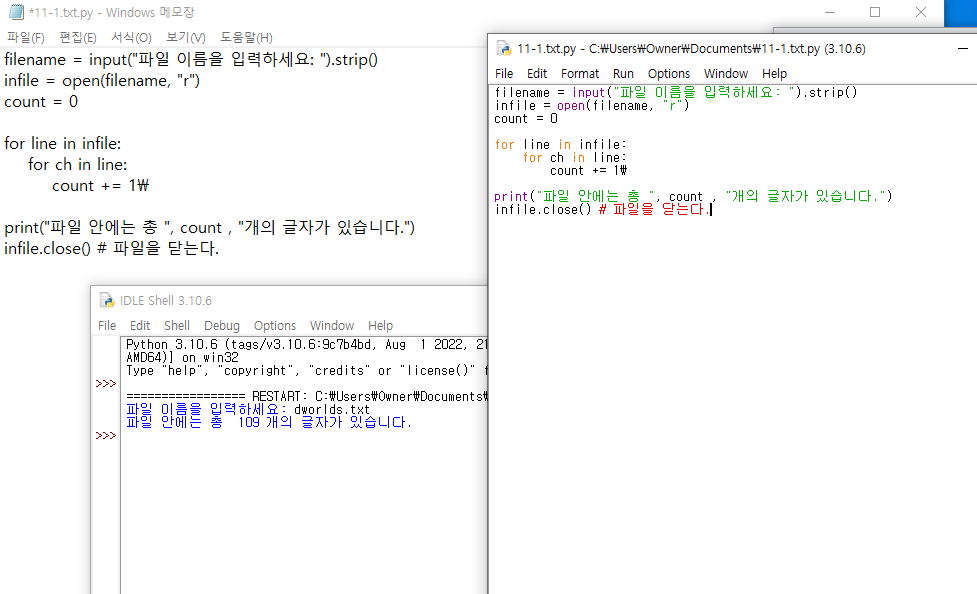 *11-1.txt.py - Windows 메모장
파일(F) 편집(E) 서식(O) 보기(V) 도움말(H)
filename = input("파일 이름을 입력하세요: ").strip()
infile = open(filename, "r")
count = 0
for line in infile:
for ch in line:
count += 1₩
print("파일 안에는 총 ", count , "개의 글자가 있습니다.")
infile.close() # 파일을 닫는다.
IDLE Shell 3.10.6
File Edit Shell Debug Options Window Help
Python 3.10.6 (tags/v3.10.6:9c7b4bd, Aug 1 2022, 21
AMD64)] on win32
Type "help", "copyright", "credits" or "license()" f
>>>
================= RESTART: C:₩Users₩Owner₩Documents₩
파일 이름을 입력하세요: dworlds.txt
파일 안에는 총  109 개의 글자가 있습니다.
>>>
11-1.txt.py - C:₩Users₩Owner₩Documents₩11-1.txt.py (3.10.6)
File Edit Format Run Options Window Help
filename = input("파일 이름을 입력하세요: ").strip()
infile = open(filename, "r")
count = 0
for line in infile:
for ch in line:
count += 1₩
print("파일 안에는 총 ", count , "개의 글자가 있습니다.")
infile.close() # 파일을 닫는다.